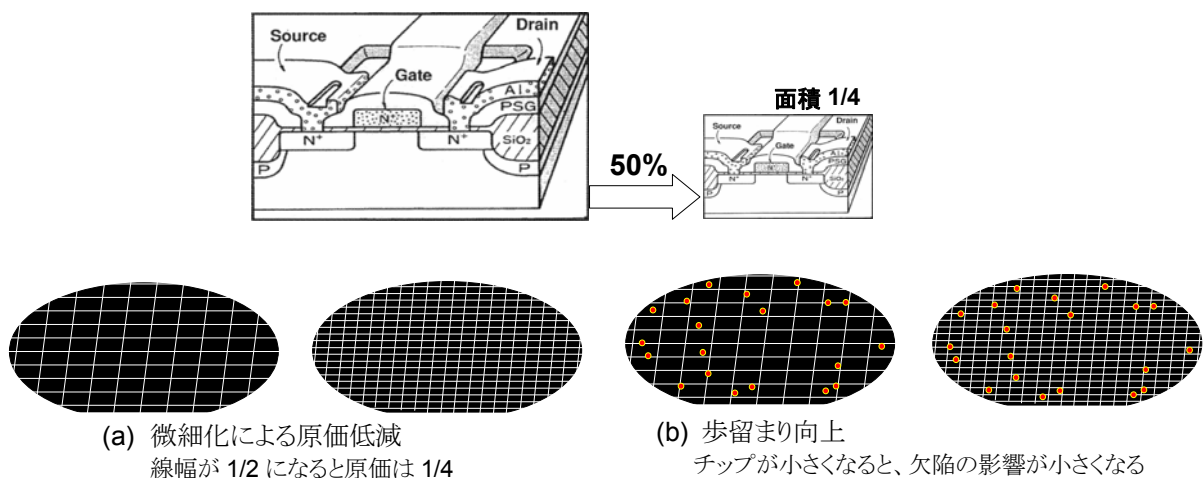 Source
Drain
Gate
Al
PSG
N⁺
N⁺
N⁺
SiO₂
P
P
50%
面積 1/4
Source
Drain
Gate
Al
PSG
N⁺
N⁺
N⁺
SiO₂
P
P
(a) 微細化による原価低減
線幅が 1/2 になると原価は 1/4
(b) 歩留まり向上
チップが小さくなると、欠陥の影響が小さくなる